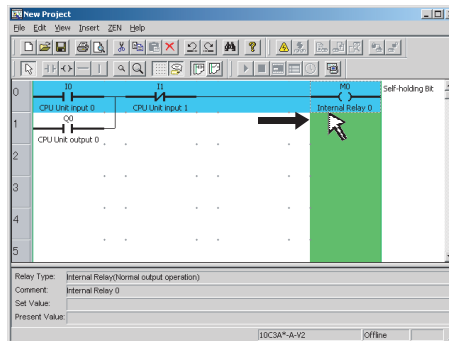 New Project
File Edit View Insert ZEN Help
0
I0
I1
M0
Self-holding Bit
CPU Unit input 0
CPU Unit input 1
Internal Relay 0
1
Q0
CPU Unit output 0
2
3
4
5
Relay Type: Internal Relay(Normal output operation)
Comment: Internal Relay 0
Set Value:
Present Value:
10C3A*-A-V2
Offline